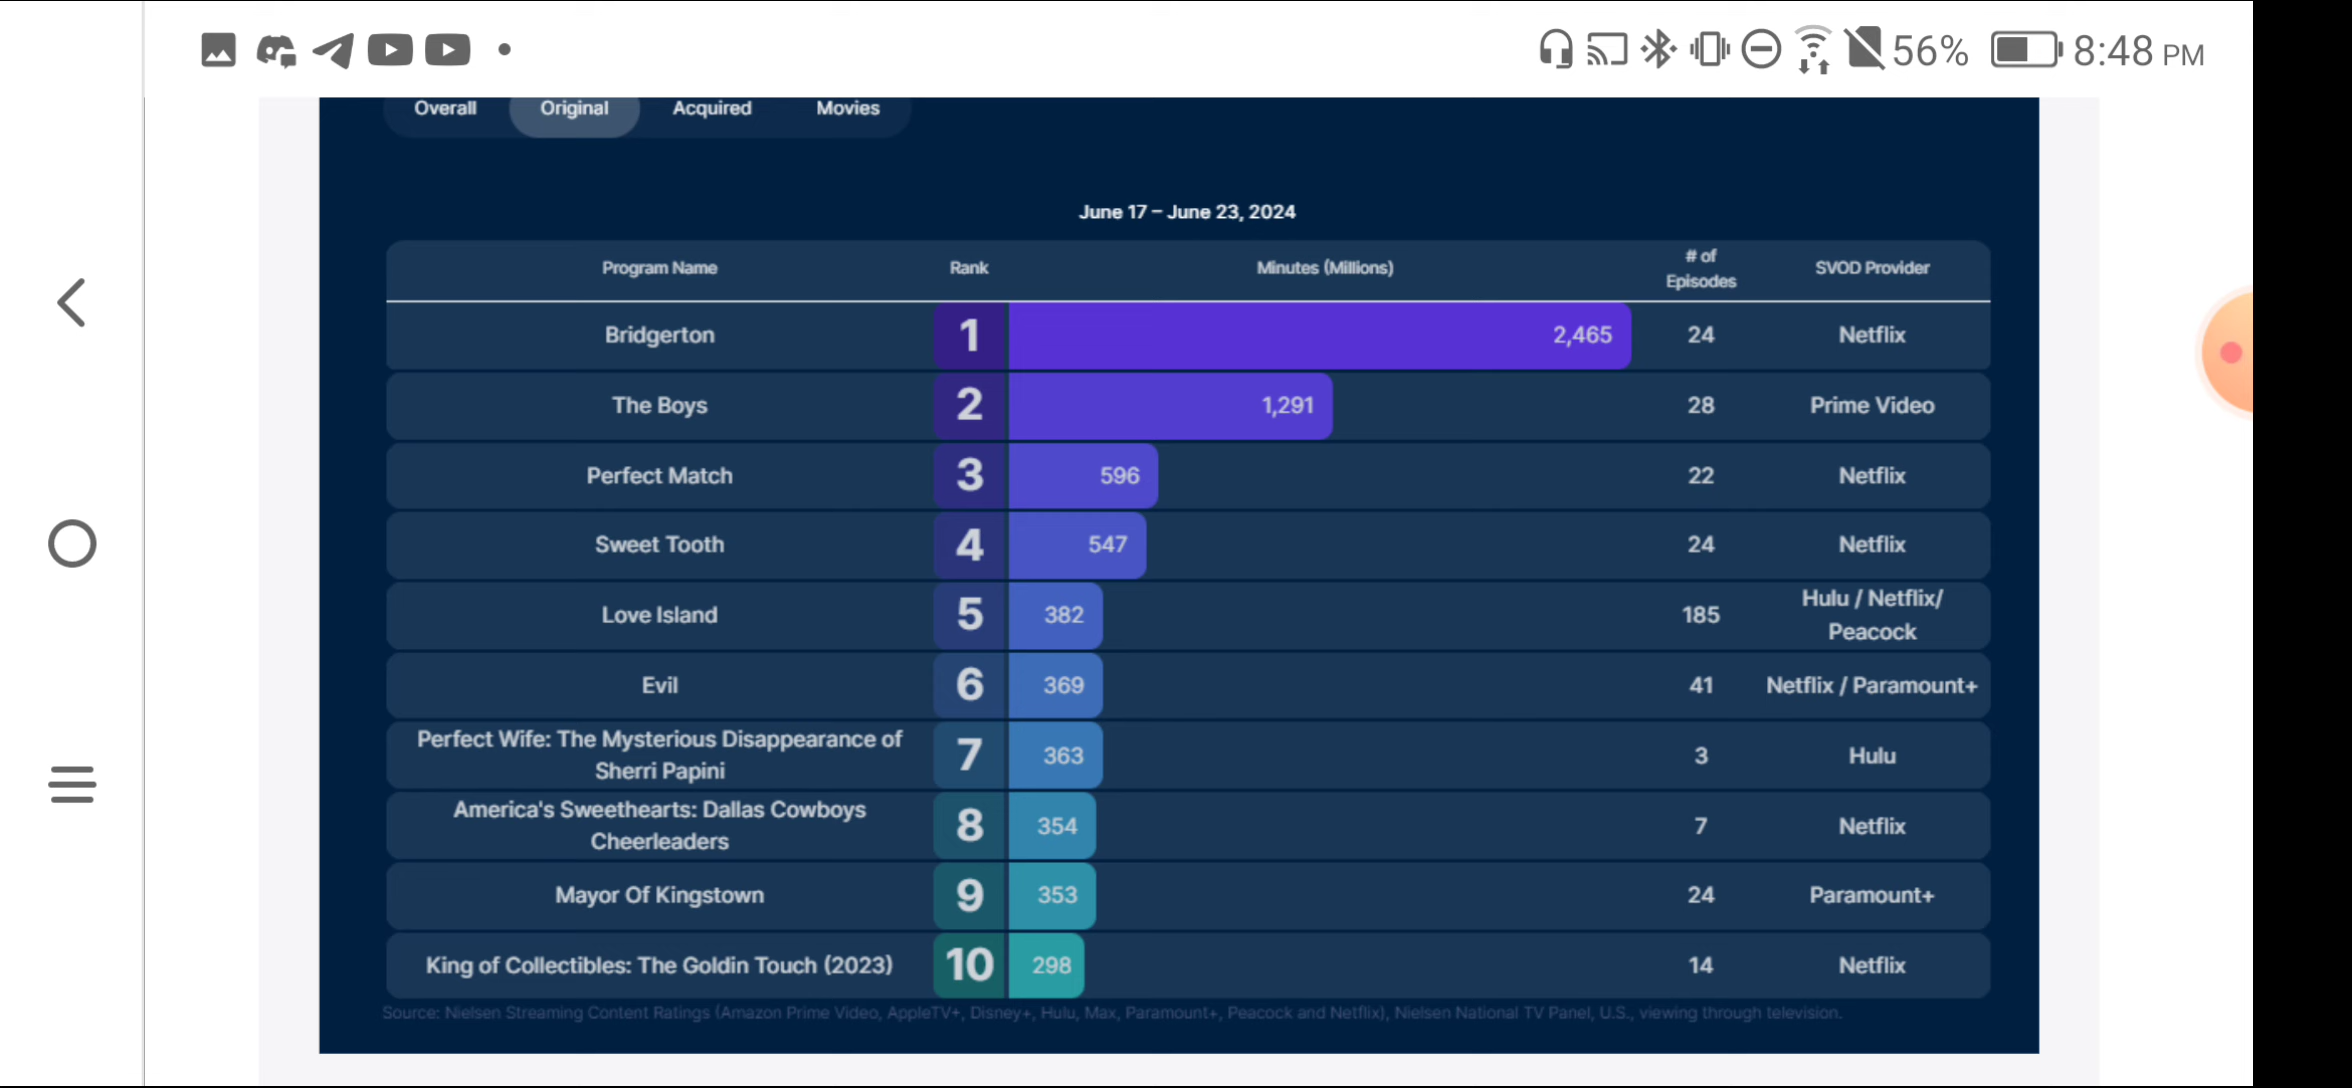 56% 8:48 PM
Overall Original Acquired Movies
June 17 – June 23, 2024
Program Name Rank Minutes (Millions) # of Episodes SVOD Provider
Bridgerton 1 2,465 24 Netflix
The Boys 2 1,291 28 Prime Video
Perfect Match 3 596 22 Netflix
Sweet Tooth 4 547 24 Netflix
Love Island 5 382 185 Hulu / Netflix/ Peacock
Evil 6 369 41 Netflix / Paramount+
Perfect Wife: The Mysterious Disappearance of Sherri Papini 7 363 3 Hulu
America's Sweethearts: Dallas Cowboys Cheerleaders 8 354 7 Netflix
Mayor Of Kingstown 9 353 24 Paramount+
King of Collectibles: The Goldin Touch (2023) 10 298 14 Netflix
Source: Nielsen Streaming Content Ratings (Amazon Prime Video, AppleTV+, Disney+, Hulu, Max, Paramount+, Peacock and Netflix), Nielsen National TV Panel, U.S., viewing through television.